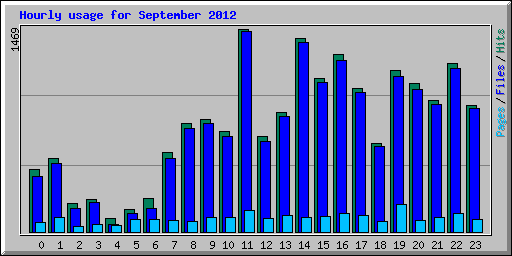 Hourly usage for September 2012
1469
Pages/Files/Hits
0 1 2 3 4 5 6 7 8 9 10 11 12 13 14 15 16 17 18 19 20 21 22 23